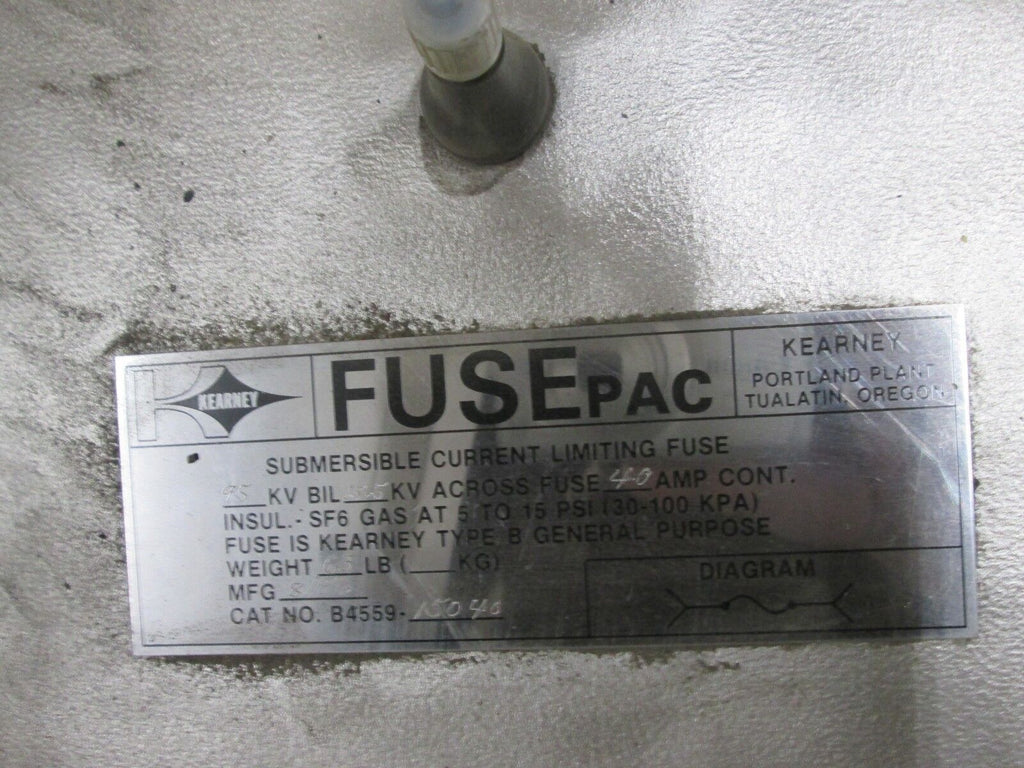 KEARNEY
FUSEPAC
KEARNEY
PORTLAND PLANT
TUALATIN, OREGON
SUBMERSIBLE CURRENT LIMITING FUSE
95 KV BIL KV ACROSS FUSE 40 AMP CONT.
INSUL.- SF6 GAS AT 5 TO 15 PSI (30-100 KPA)
FUSE IS KEARNEY TYPE B GENERAL PURPOSE
WEIGHT LB ( KG)
MFG 8
CAT NO. B4559-15040
DIAGRAM